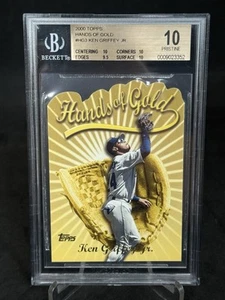 BECKETT
2000 TOPPS
HANDS OF GOLD
#HG3 KEN GRIFFEY, JR.
CENTERING 10 CORNERS 10
EDGES 9.5 SURFACE 10
10
PRISTINE
0008023352
Hands of Gold
Topps
Ken Griffey Jr.